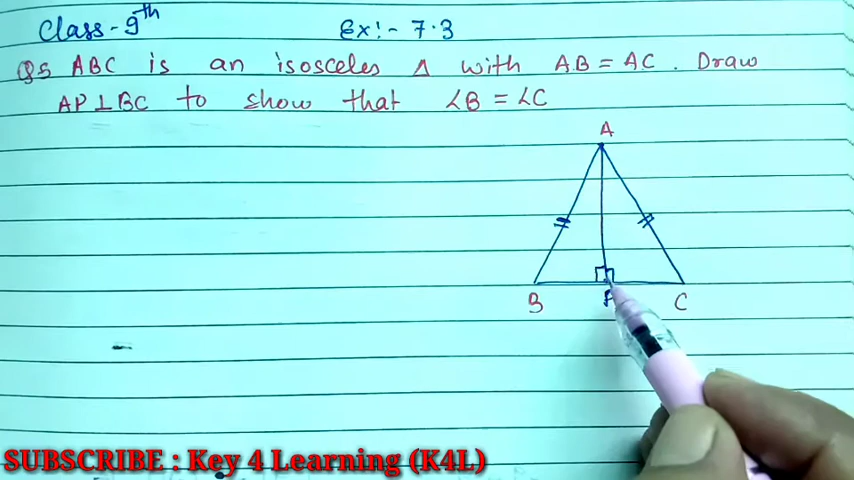 Class - 9th Ex:- 7.3
Q5 ABC is an isosceles Δ with AB = AC. Draw
AP⊥BC to show that ∠B = ∠C
A
B P C
SUBSCRIBE : Key 4 Learning (K4L)